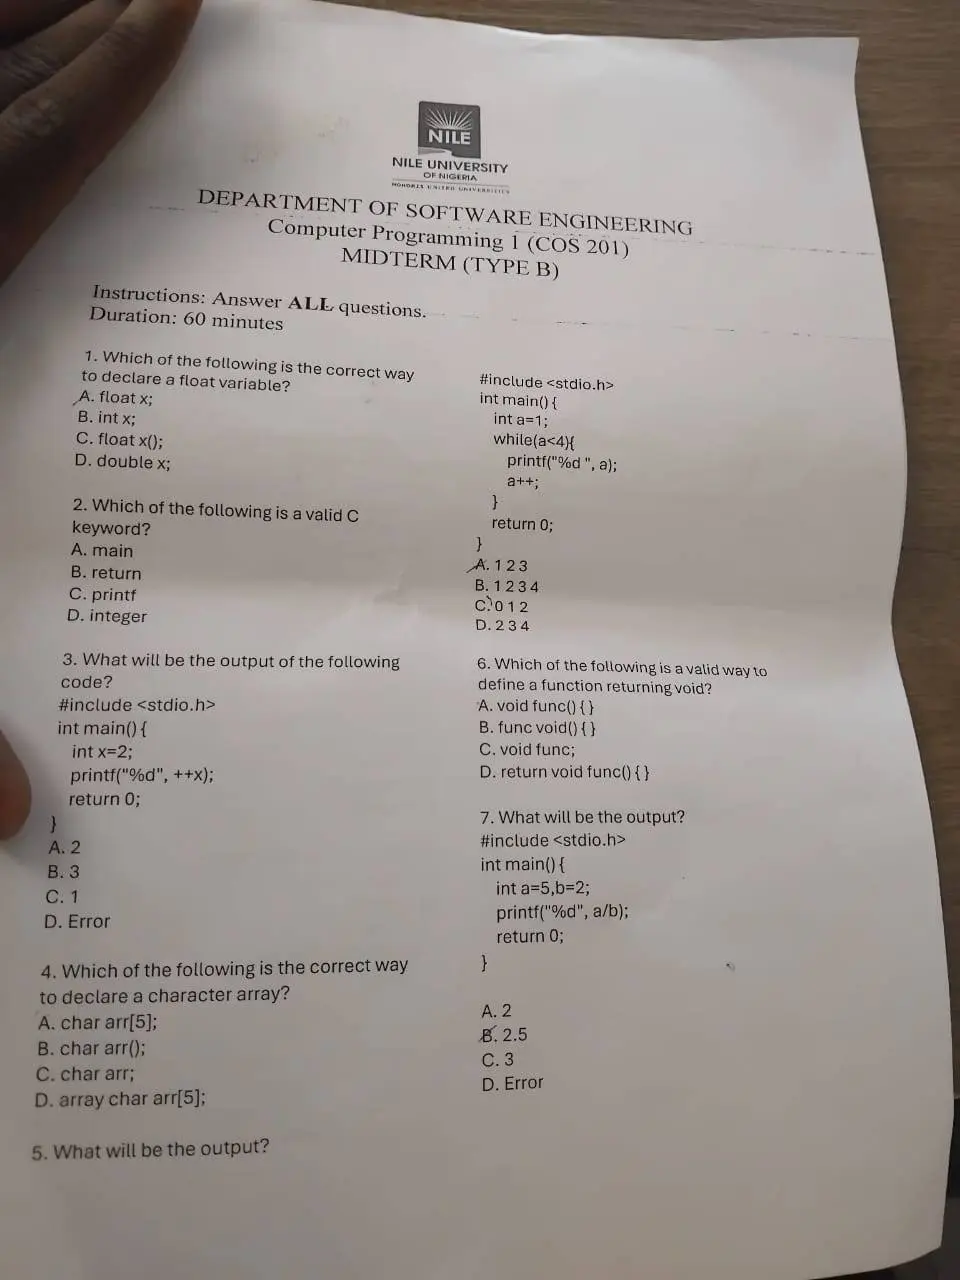 NILE
NILE UNIVERSITY
OF NIGERIA
HONORIS UNITED UNIVERSITIES
DEPARTMENT OF SOFTWARE ENGINEERING
Computer Programming 1 (COS 201)
MIDTERM (TYPE B)
Instructions: Answer ALL questions.
Duration: 60 minutes
1. Which of the following is the correct way
to declare a float variable?
A. float x;
B. int x;
C. float x();
D. double x;
2. Which of the following is a valid C
keyword?
A. main
B. return
C. printf
D. integer
3. What will be the output of the following
code?
#include <stdio.h>
int main() {
int x=2;
printf("%d", ++x);
return 0;
}
A. 2
B. 3
C. 1
D. Error
4. Which of the following is the correct way
to declare a character array?
A. char arr[5];
B. char arr();
C. char arr;
D. array char arr[5];
5. What will be the output?
#include <stdio.h>
int main() {
int a=1;
while(a<4){
printf("%d ", a);
a++;
}
return 0;
}
A. 1 2 3
B. 1 2 3 4
C. 0 1 2
D. 2 3 4
6. Which of the following is a valid way to
define a function returning void?
A. void func() { }
B. func void() { }
C. void func;
D. return void func() { }
7. What will be the output?
#include <stdio.h>
int main() {
int a=5,b=2;
printf("%d", a/b);
return 0;
}
A. 2
B. 2.5
C. 3
D. Error